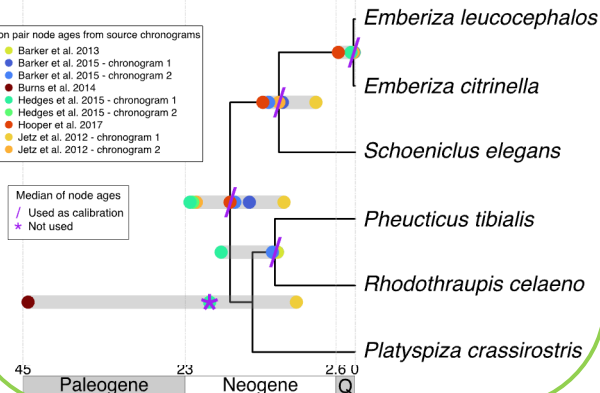 on pair node ages from source chronograms
Barker et al. 2013
Barker et al. 2015 - chronogram 1
Barker et al. 2015 - chronogram 2
Burns et al. 2014
Hedges et al. 2015 - chronogram 1
Hedges et al. 2015 - chronogram 2
Hooper et al. 2017
Jetz et al. 2012 - chronogram 1
Jetz et al. 2012 - chronogram 2
Median of node ages
/ Used as calibration
* Not used
Emberiza leucocephalos
Emberiza citrinella
Schoeniclus elegans
Pheucticus tibialis
Rhodothraupis celaeno
Platyspiza crassirostris
45 23 2.6 0
Paleogene Neogene Q